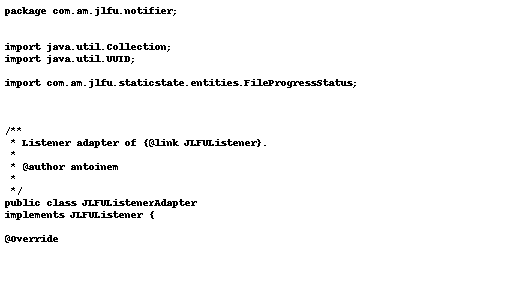 package com.am.jlfu.notifier;
import java.util.Collection;
import java.util.UUID;
import com.am.jlfu.staticstate.entities.FileProgressStatus;
/**
* Listener adapter of {@link JLFUListener}.
*
* @author antoinem
*
*/
public class JLFUListenerAdapter
implements JLFUListener {
@Override